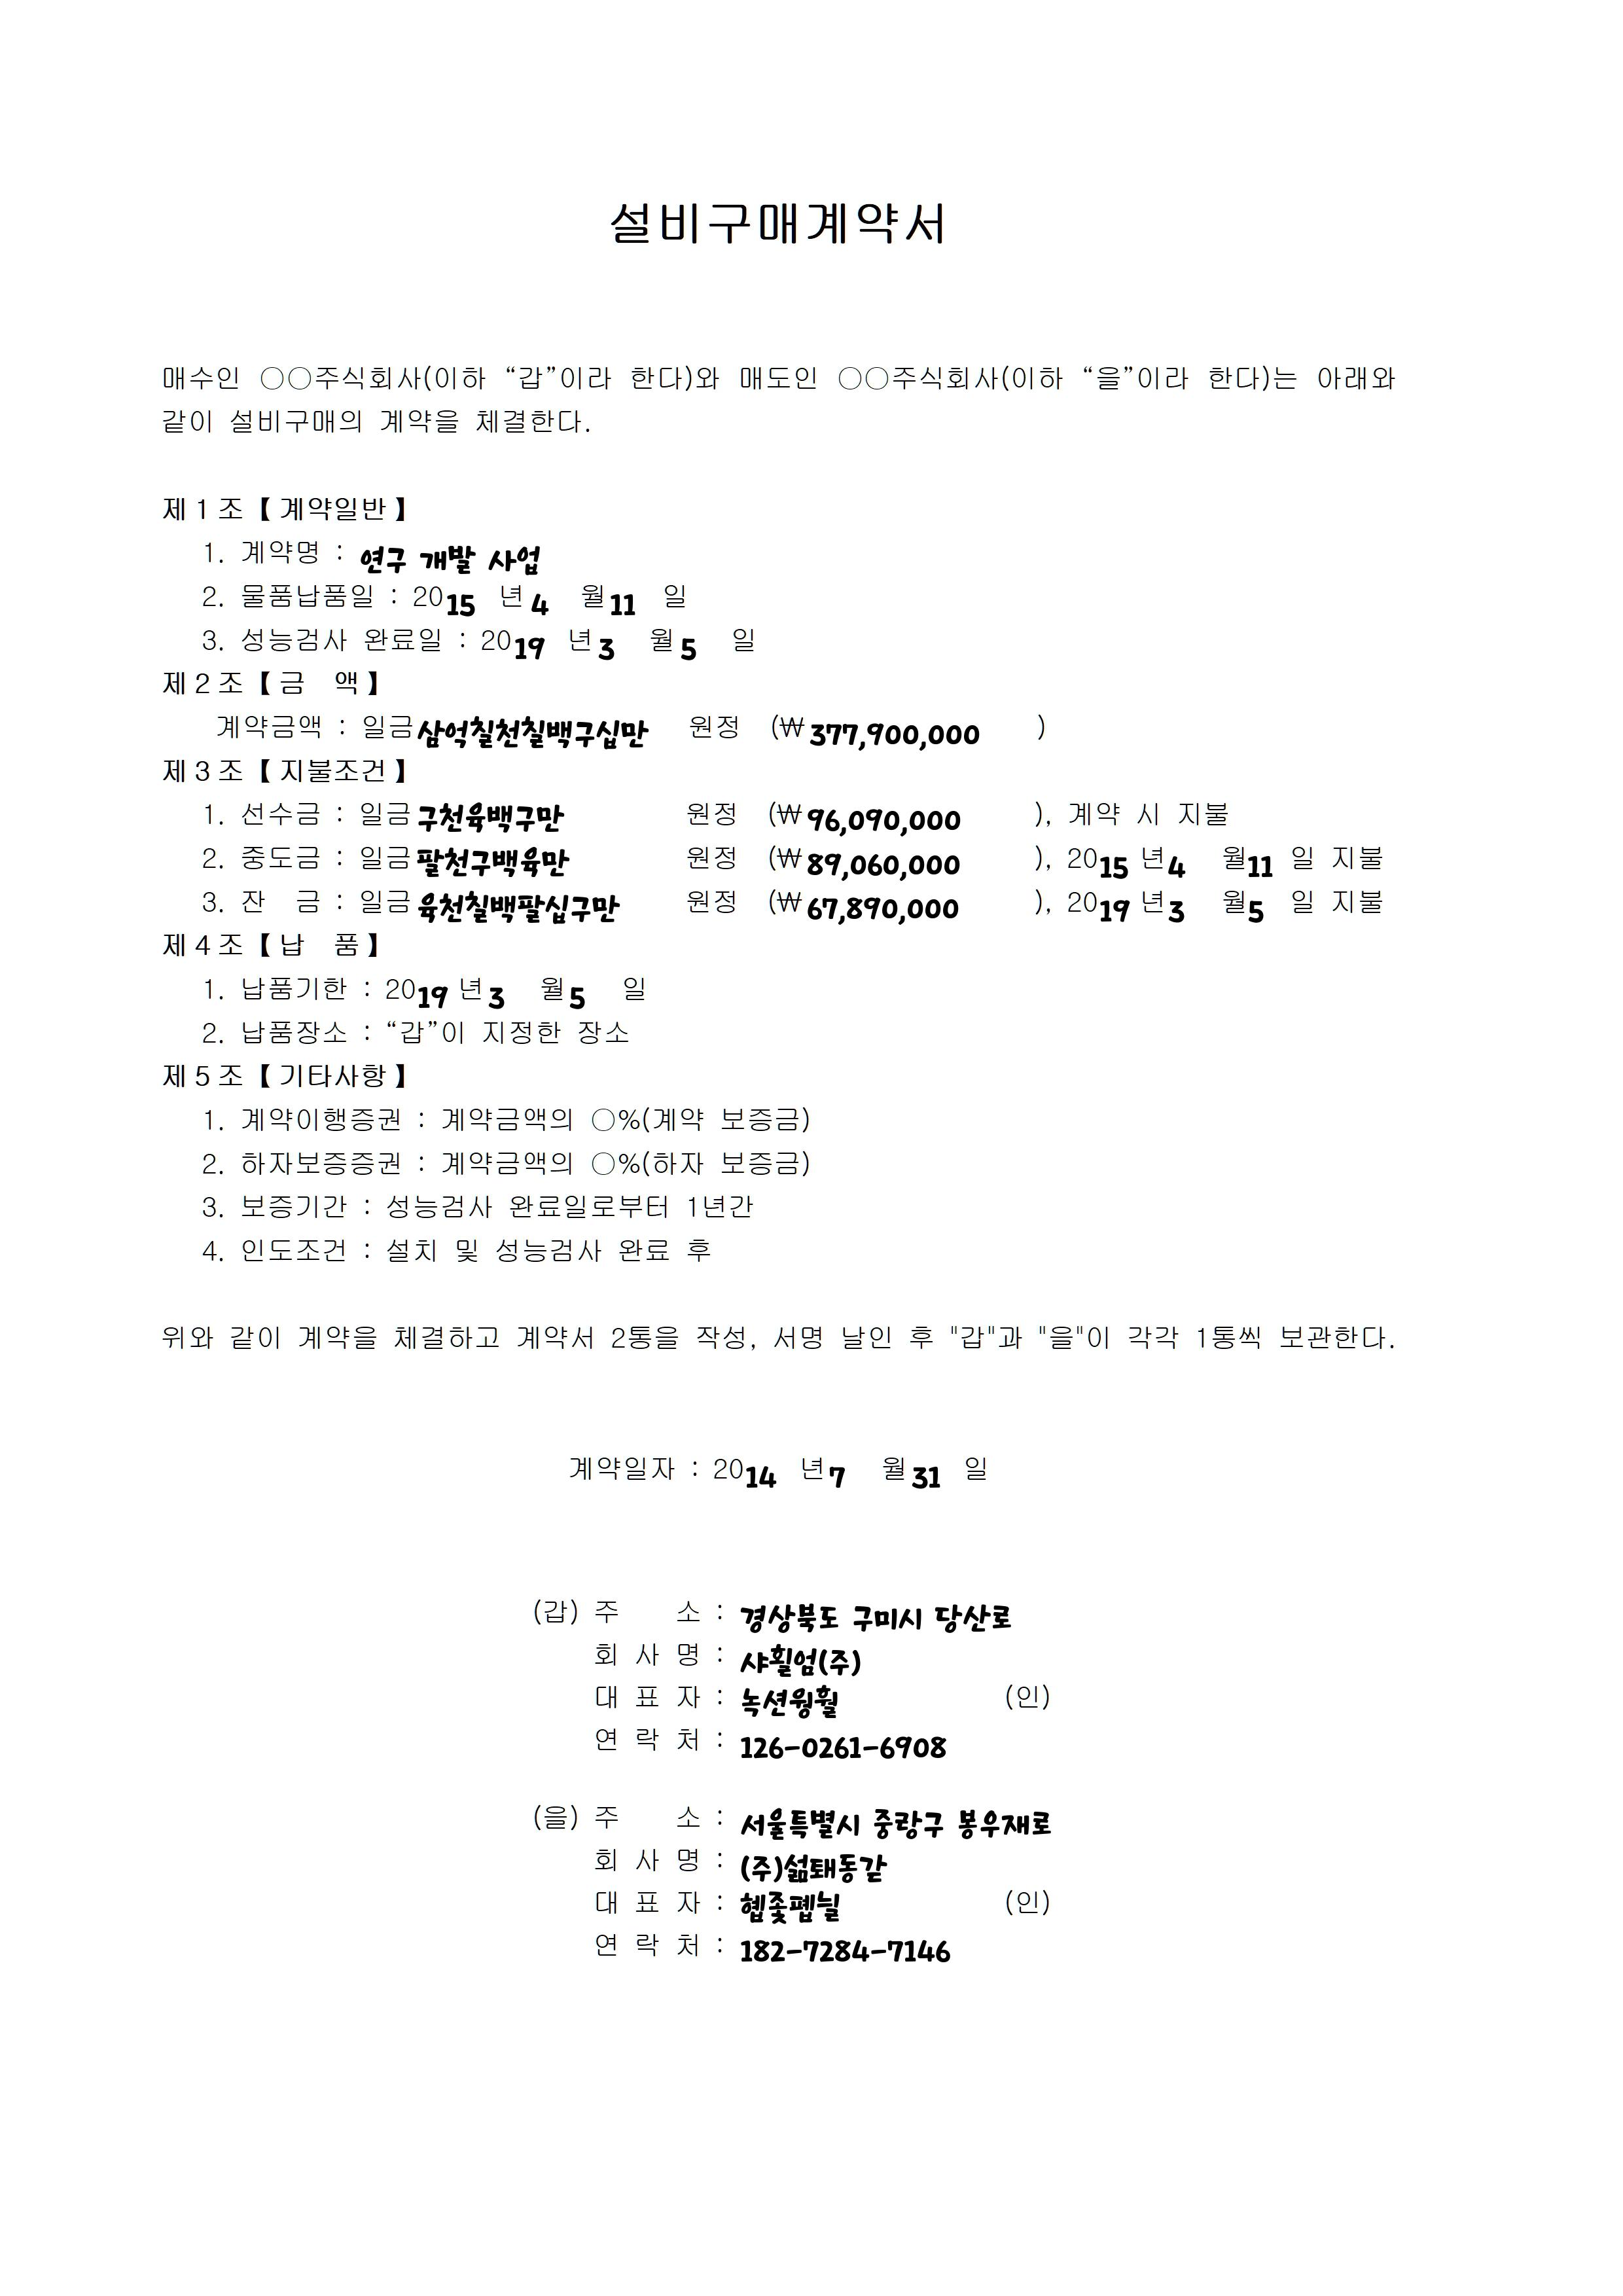 설비구매계약서
매수인 ○○주식회사(이하 “갑”이라 한다)와 매도인 ○○주식회사(이하 “을”이라 한다)는 아래와
같이 설비구매의 계약을 체결한다.
제1조【계약일반】
1. 계약명 : 연구 개발 사업
2. 물품납품일 : 2015 년 4 월 11 일
3. 성능검사 완료일 : 2019 년 3 월 5 일
제2조【금 액】
계약금액 : 일금 삼억칠천칠백구십만 원정 (₩ 377,900,000 )
제3조【지불조건】
1. 선수금 : 일금 구천육백구만 원정 (₩ 96,090,000 ), 계약 시 지불
2. 중도금 : 일금 팔천구백육만 원정 (₩ 89,060,000 ), 2015 년 4 월 11 일 지불
3. 잔 금 : 일금 육천칠백팔십구만 원정 (₩ 67,890,000 ), 2019 년 3 월 5 일 지불
제4조【납 품】
1. 납품기한 : 2019 년 3 월 5 일
2. 납품장소 : “갑”이 지정한 장소
제5조【기타사항】
1. 계약이행증권 : 계약금액의 ○%(계약 보증금)
2. 하자보증증권 : 계약금액의 ○%(하자 보증금)
3. 보증기간 : 성능검사 완료일로부터 1년간
4. 인도조건 : 설치 및 성능검사 완료 후
위와 같이 계약을 체결하고 계약서 2통을 작성, 서명 날인 후 "갑"과 "을"이 각각 1통씩 보관한다.
계약일자 : 2014 년 7 월 31 일
(갑) 주 소 : 경상북도 구미시 당산로
회 사 명 : 샤횔엄(주)
대 표 자 : 녹션웡훨 (인)
연 락 처 : 126-0261-6908
(을) 주 소 : 서울특별시 중랑구 봉우재로
회 사 명 : (주)섧퇘동갇
대 표 자 : 헵좇폡뉠 (인)
연 락 처 : 182-7284-7146